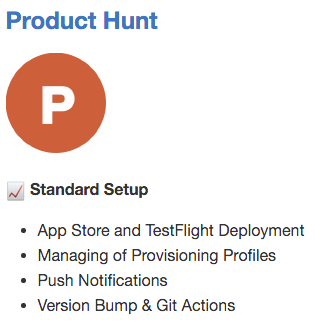 Product Hunt
P
Standard Setup
• App Store and TestFlight Deployment
• Managing of Provisioning Profiles
• Push Notifications
• Version Bump & Git Actions